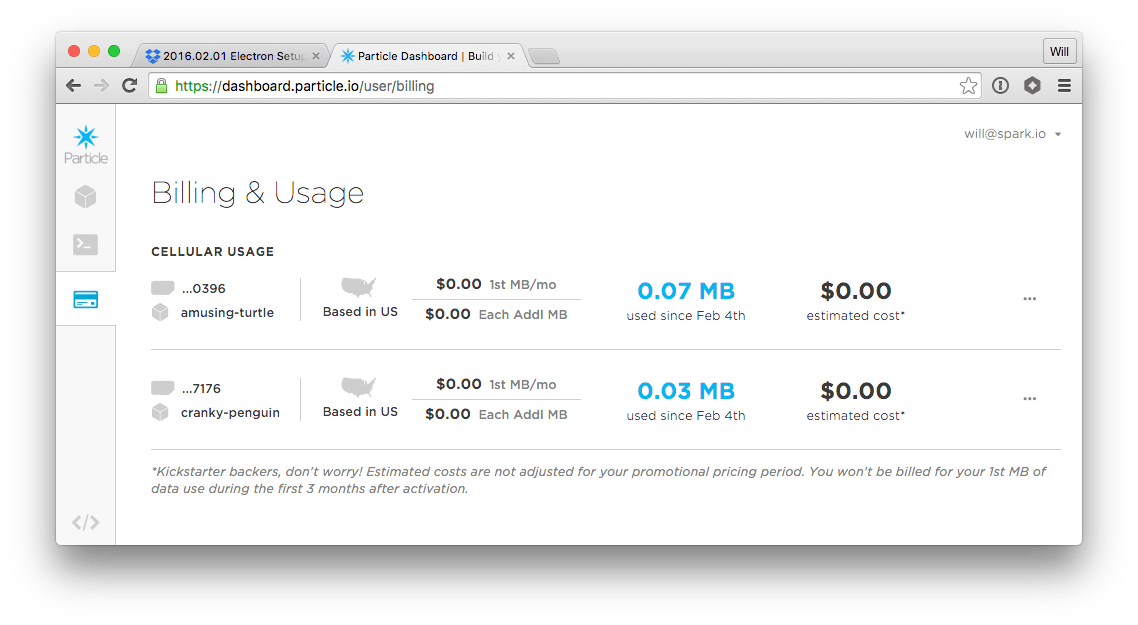 2016.02.01 Electron Setup
Particle Dashboard | Build
Will
https://dashboard.particle.io/user/billing
Particle
will@spark.io
Billing & Usage
CELLULAR USAGE
...0396
amusing-turtle
Based in US
$0.00 1st MB/mo
$0.00 Each Addl MB
0.07 MB
used since Feb 4th
$0.00
estimated cost*
...7176
cranky-penguin
Based in US
$0.00 1st MB/mo
$0.00 Each Addl MB
0.03 MB
used since Feb 4th
$0.00
estimated cost*
*Kickstarter backers, don't worry! Estimated costs are not adjusted for your promotional pricing period. You won't be billed for your 1st MB of
data use during the first 3 months after activation.